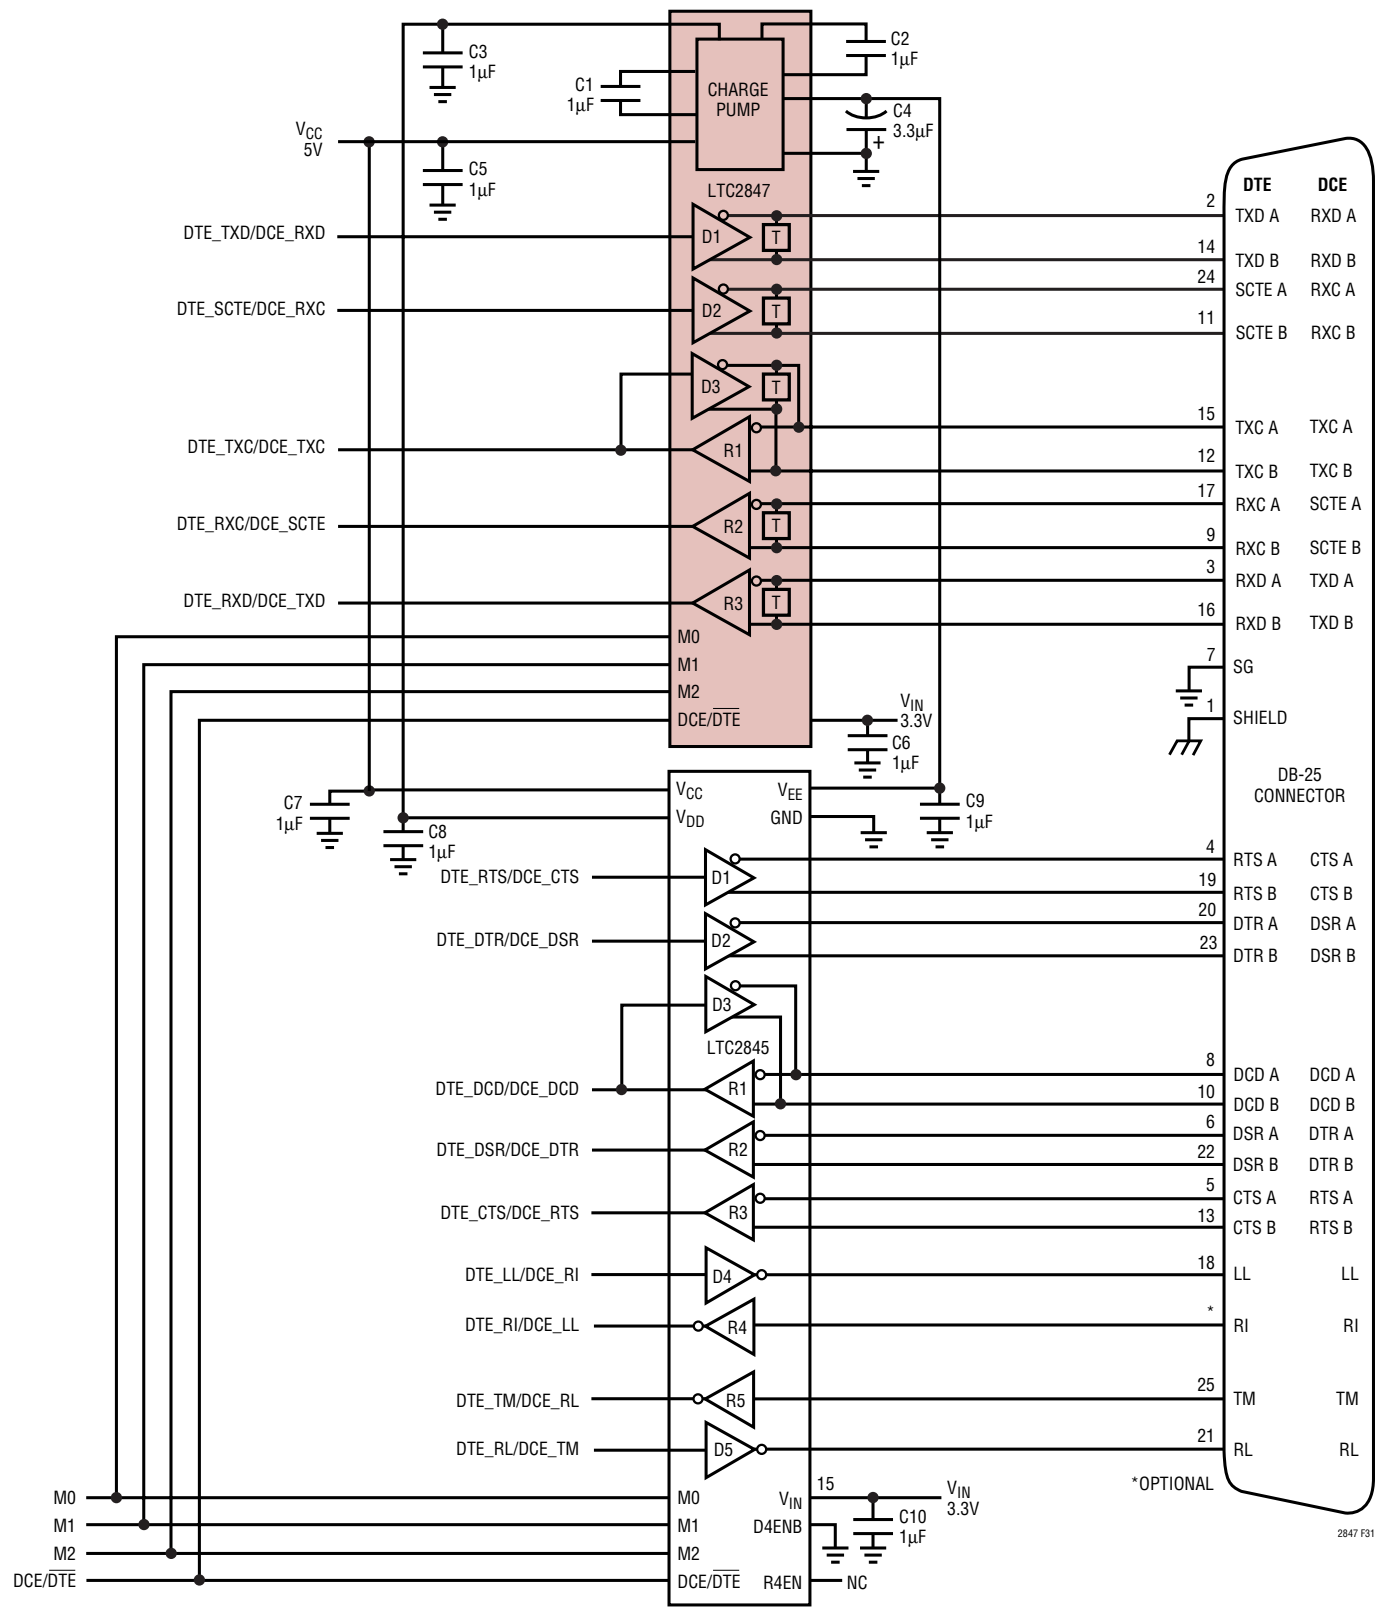 C3
1µF
C2
1µF
C1
1µF
CHARGE
PUMP
C4
3.3µF
+
VCC
5V
C5
1µF
LTC2847
DTE DCE
DTE_TXD/DCE_RXD
D1
T
2
TXD A RXD A
14
TXD B RXD B
DTE_SCTE/DCE_RXC
D2
T
24
SCTE A RXC A
11
SCTE B RXC B
D3
T
DTE_TXC/DCE_TXC
R1
15
TXC A TXC A
12
TXC B TXC B
DTE_RXC/DCE_SCTE
R2
T
17
RXC A SCTE A
9
RXC B SCTE B
DTE_RXD/DCE_TXD
R3
T
3
RXD A TXD A
16
RXD B TXD B
M0
M1
M2
DCE/DTE
7
SG
1
SHIELD
VIN
3.3V
C6
1µF
DB-25
CONNECTOR
C7
1µF
C8
1µF
VCC
VDD
VEE
GND
C9
1µF
DTE_RTS/DCE_CTS
D1
4
RTS A CTS A
19
RTS B CTS B
DTE_DTR/DCE_DSR
D2
20
DTR A DSR A
23
DTR B DSR B
D3
LTC2845
DTE_DCD/DCE_DCD
R1
8
DCD A DCD A
10
DCD B DCD B
DTE_DSR/DCE_DTR
R2
6
DSR A DTR A
22
DSR B DTR B
DTE_CTS/DCE_RTS
R3
5
CTS A RTS A
13
CTS B RTS B
DTE_LL/DCE_RI
D4
18
LL LL
DTE_RI/DCE_LL
R4
*
RI RI
DTE_TM/DCE_RL
R5
25
TM TM
DTE_RL/DCE_TM
D5
21
RL RL
*OPTIONAL
M0
M1
M2
DCE/DTE
M0
M1
M2
DCE/DTE
VIN
D4ENB
R4EN
15
VIN
3.3V
C10
1µF
NC
2847 F31